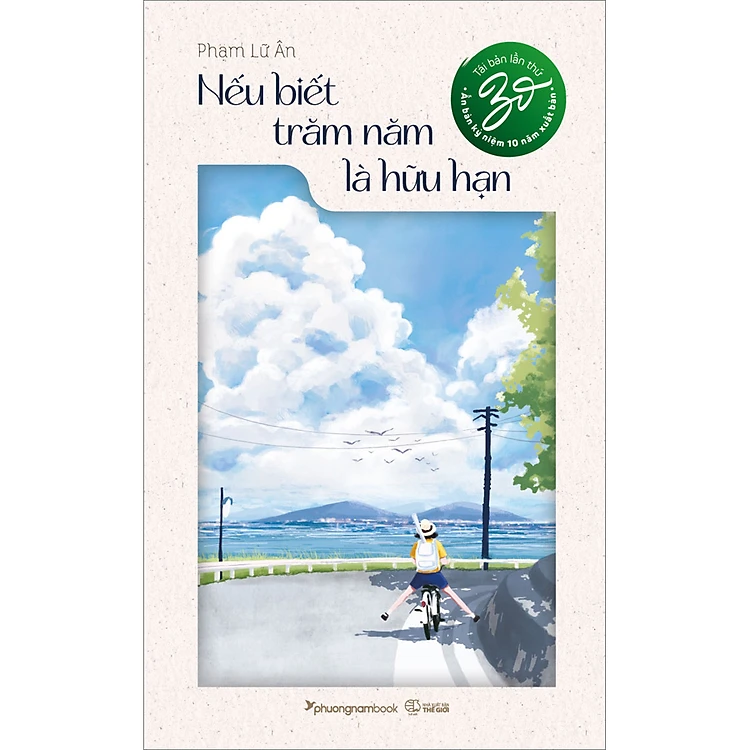 Phạm Lữ Ân
Nếu biết
trăm năm
là hữu hạn
Tái bản lần thứ
30
• Ấn bản kỷ niệm 10 năm xuất bản •
phuongnambook
NHÀ XUẤT BẢN
THẾ GIỚI